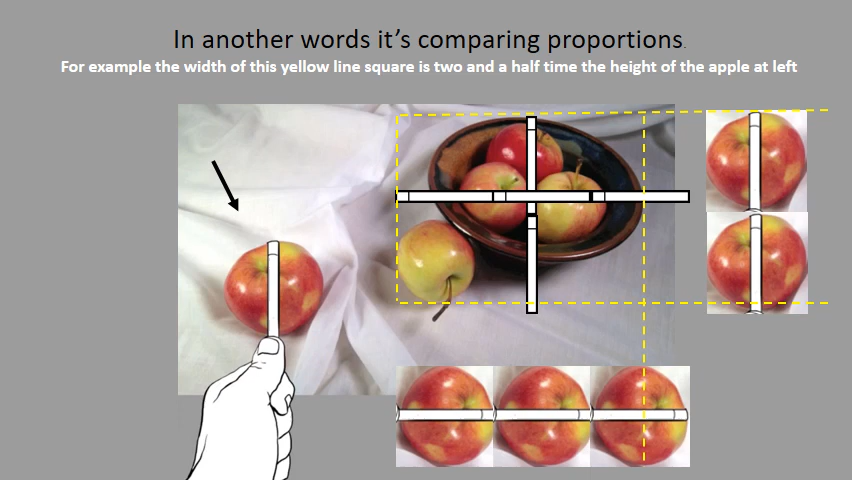 In another words it’s comparing proportions.
For example the width of this yellow line square is two and a half time the height of the apple at left